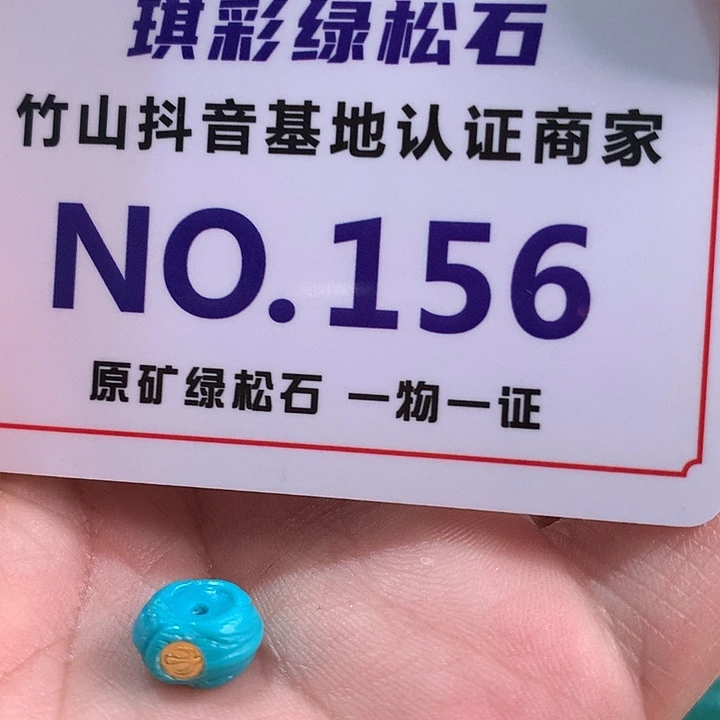 琪彩绿松石
竹山抖音基地认证商家
NO.156
原矿绿松石 一物一证